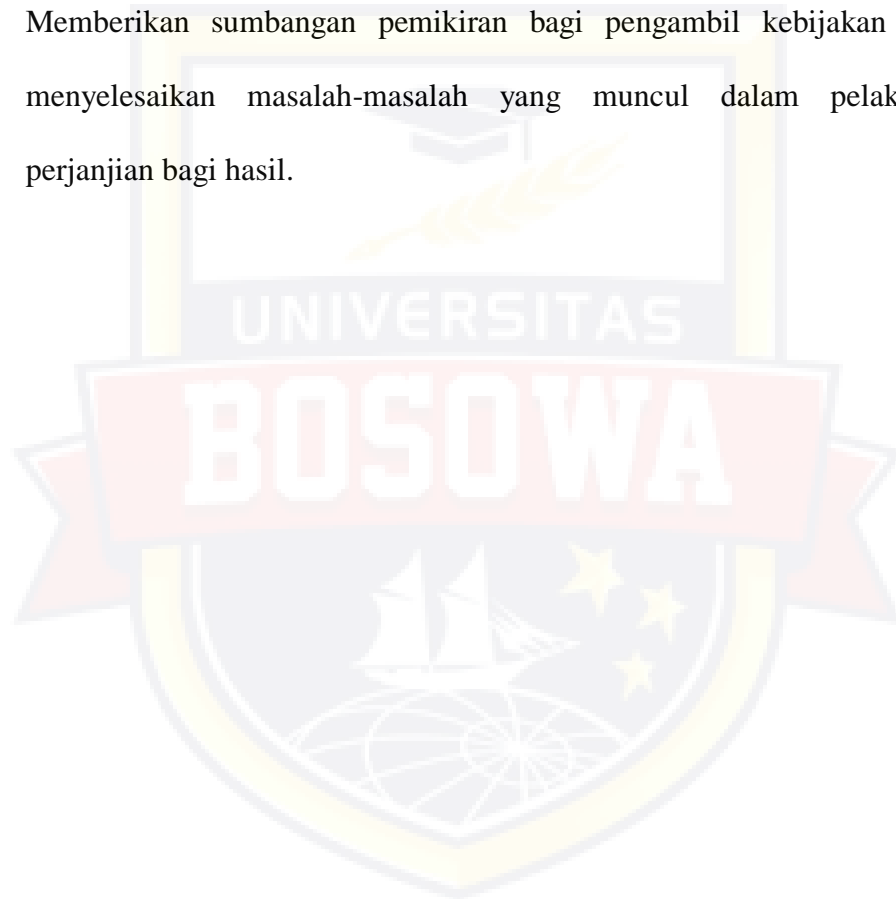 Memberikan sumbangan pemikiran bagi pengambil kebijakan
menyelesaikan masalah-masalah yang muncul dalam pelak
perjanjian bagi hasil.
UNIVERSITAS
BOSOWA